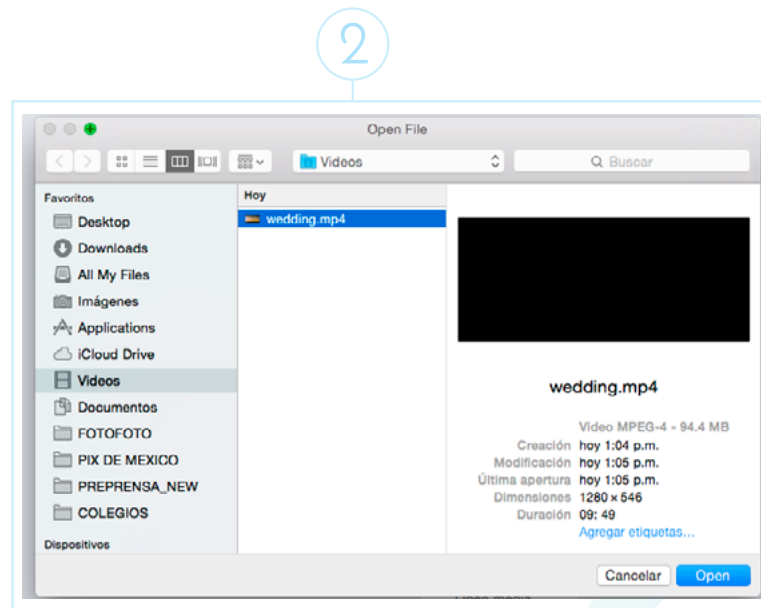 2
Open File
Videos
Buscar
Favoritos
Desktop
Downloads
All My Files
Imágenes
Applications
iCloud Drive
Videos
Documentos
FOTOFOTO
PIX DE MEXICO
PREPRENSA_NEW
COLEGIOS
Dispositivos
Hoy
wedding.mp4
wedding.mp4
Video MPEG-4 - 94.4 MB
Creación hoy 1:04 p.m.
Modificación hoy 1:05 p.m.
Última apertura hoy 1:05 p.m.
Dimensiones 1280 × 546
Duración 09: 49
Agregar etiquetas...
Cancelar Open